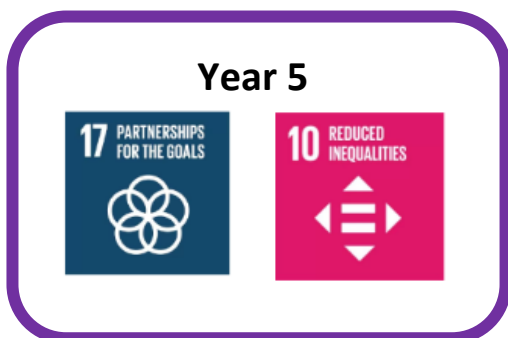 Year 5
17 PARTNERSHIPS
FOR THE GOALS
10 REDUCED
INEQUALITIES